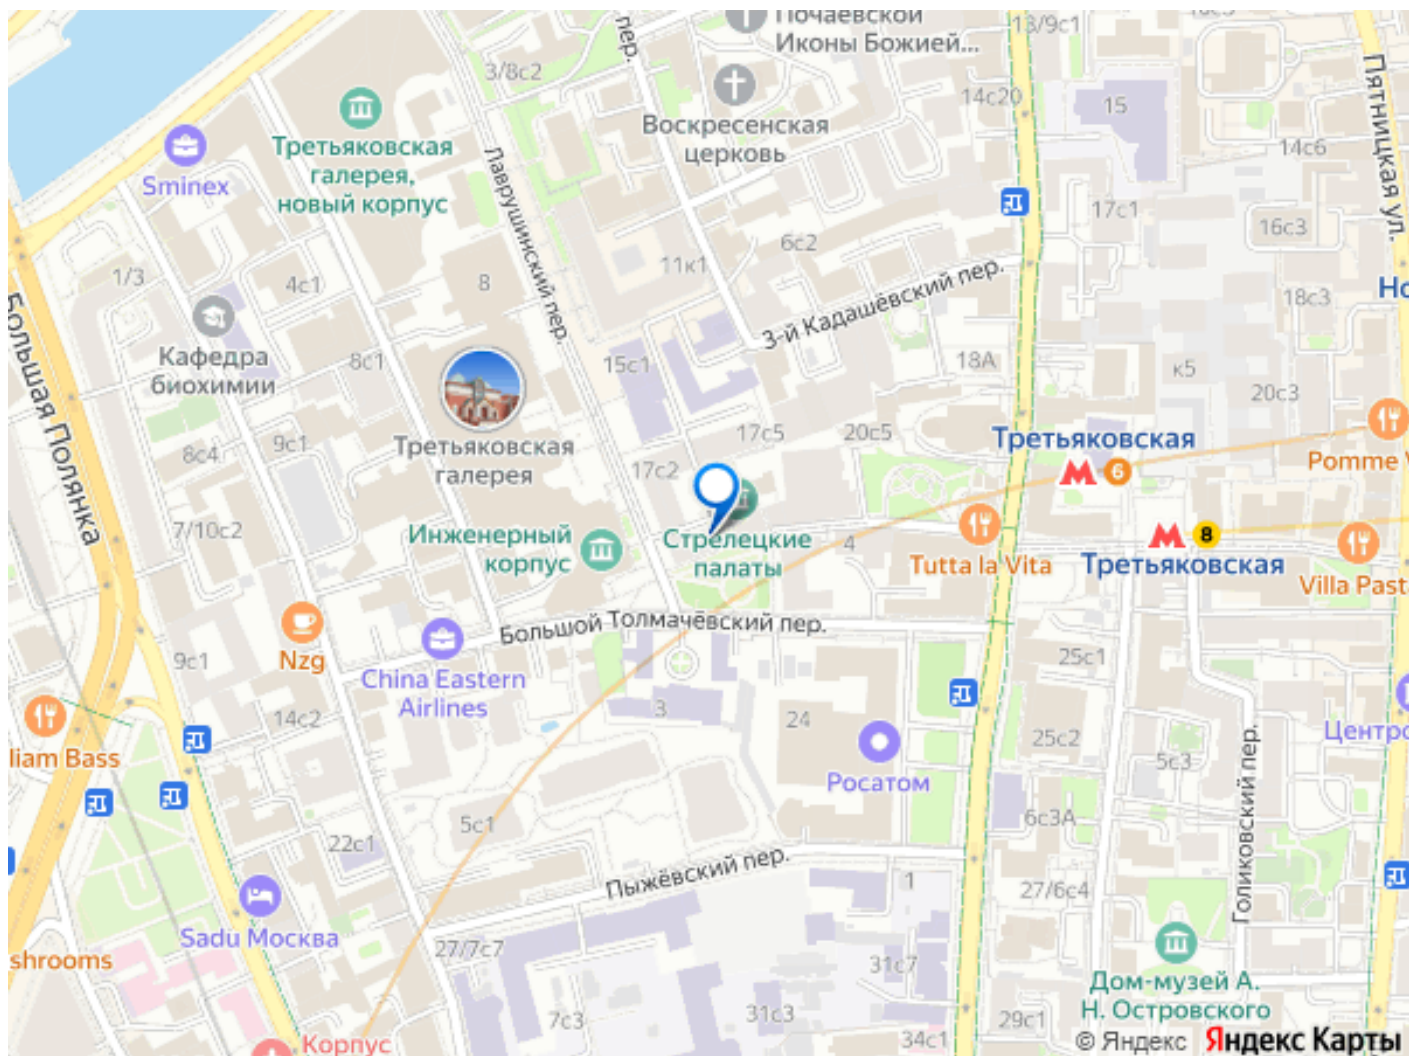 Почаевской
Иконы Божией...
13/9с1
пер.
3/8с2
Воскресенская
церковь
14с20
15
Пятницкая ул.
14с6
Третьяковская
галерея,
новый корпус
Sminex
Лаврушинский пер.
пер.
17с1
16с3
6с2
11к1
1/3
4с1
8
3-й Кадашёвский пер.
18с3
Но
Большая Полянка
Кафедра
биохимии
8с1
15с1
18А
к5
20с3
Третьяковская
галерея
9с1
8с4
17с5
20с5
Третьяковская
6
Pomme V
17с2
7/10с2
Инженерный
корпус
Стрелецкие
палаты
4
Tutta la Vita
8
Третьяковская
Villa Pasta
Большой Толмачёвский пер.
Nzg
9с1
China Eastern
Airlines
25с1
14с2
3
24
Росатом
25с2
5с3
Голиковский пер.
Центро
liam Bass
5с1
22с1
6с3А
Пыжёвский пер.
1
27/6с4
Sadu Москва
27/7с7
shrooms
31с7
Дом-музей А.
Н. Островского
7с3
31с3
29с1
34с1
Корпус
© Яндекс Яндекс Карты